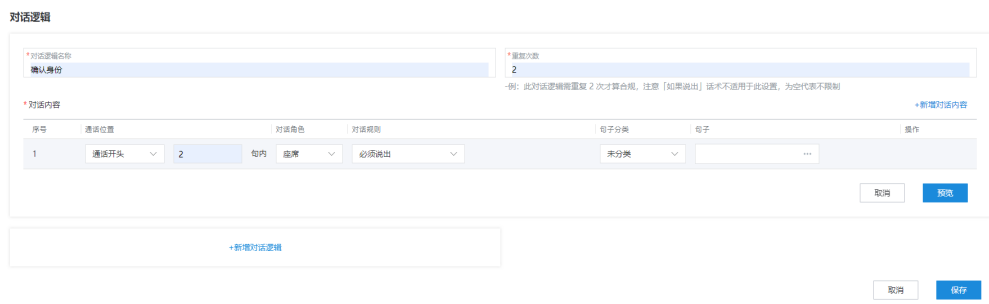 对话逻辑
*对话逻辑名称 *重复次数
确认身份 2
-例：此对话逻辑需重复 2 次才算合规，注意「如果说出」话术不适用于此设置，为空代表不限制
*对话内容 +新增对话内容
序号 通话位置 对话角色 对话规则 句子分类 句子 操作
1 通话开头 2 句内 座席 必须说出 未分类 ...
取消 预览
+新增对话逻辑
取消 保存